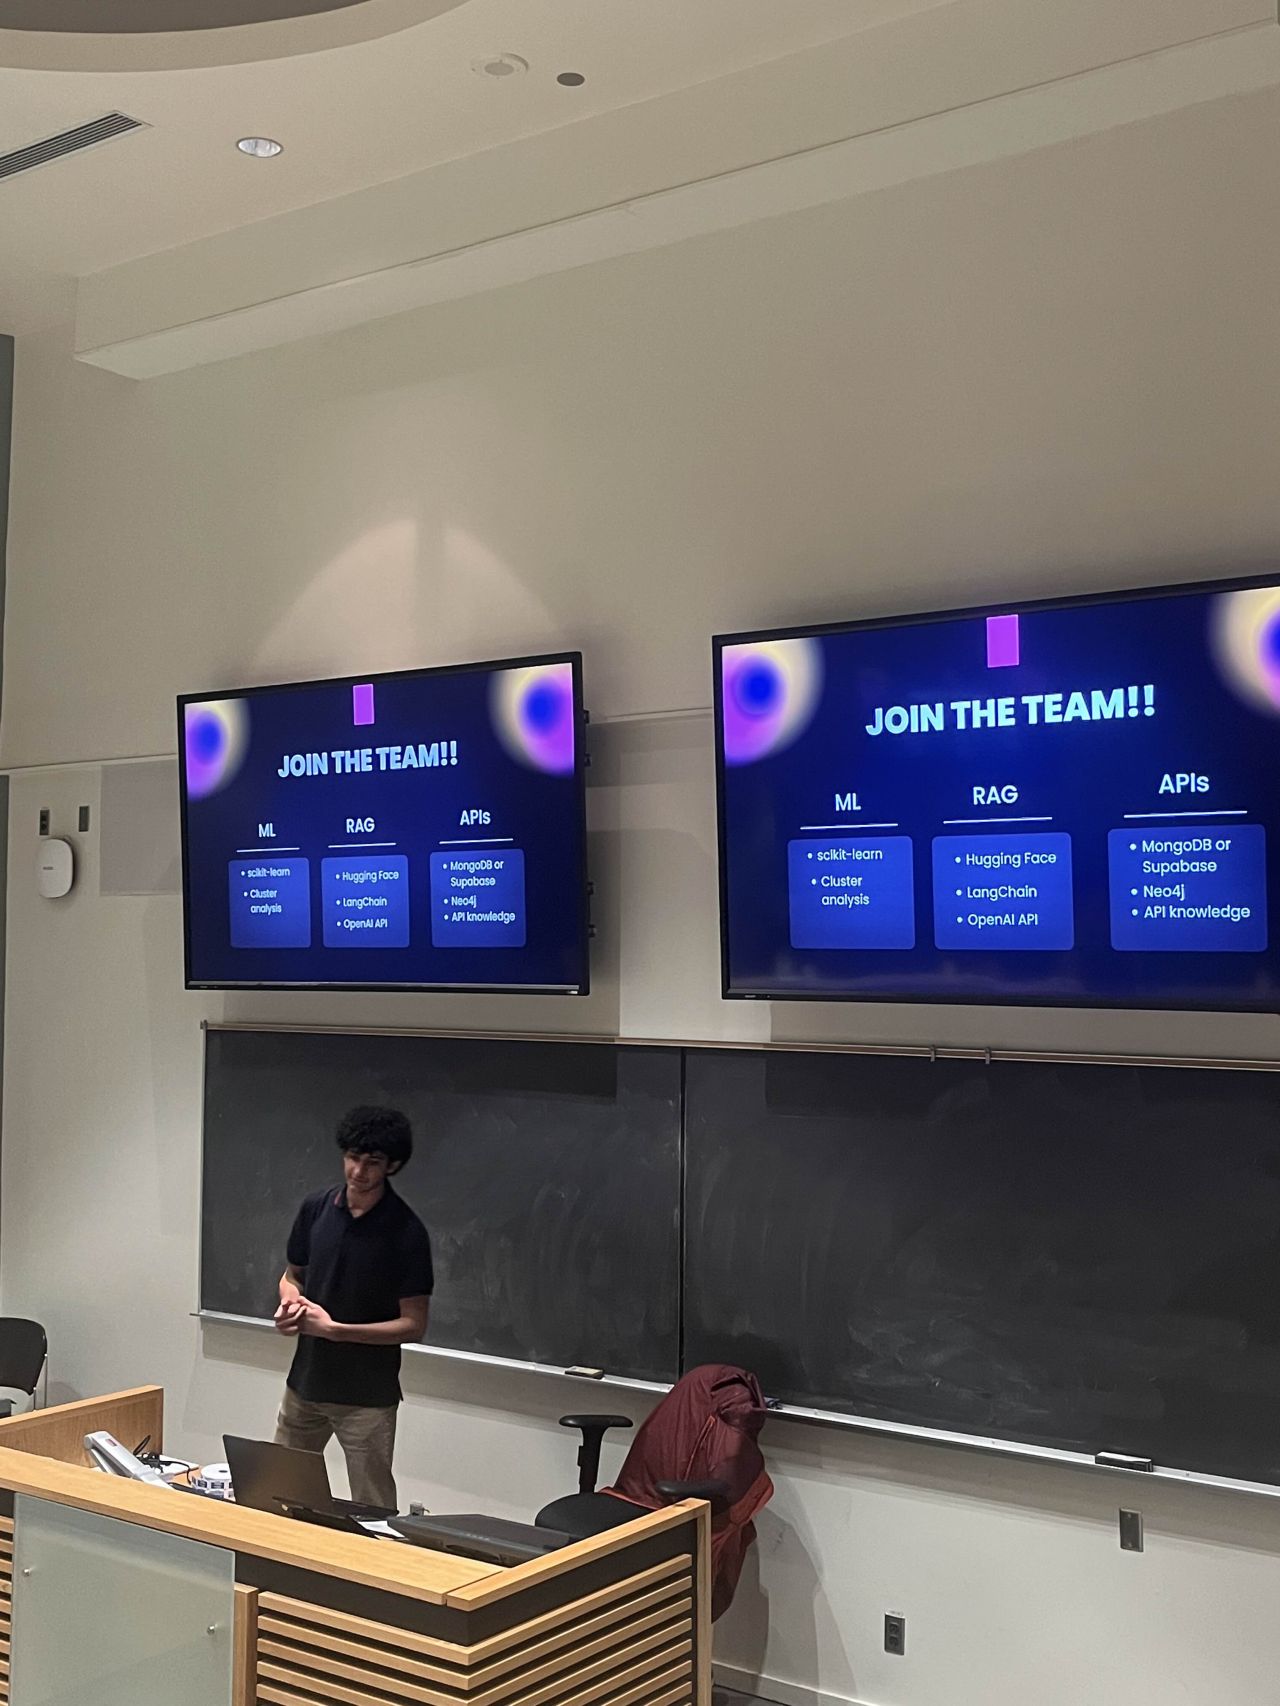 JOIN THE TEAM!!
ML
RAG
APIs
• scikit-learn
• Cluster
analysis
• Hugging Face
• LangChain
• OpenAI API
• MongoDB or
Supabase
• Neo4j
• API knowledge
JOIN THE TEAM!!
ML
RAG
APIs
• scikit-learn
• Cluster
analysis
• Hugging Face
• LangChain
• OpenAI API
• MongoDB or
Supabase
• Neo4j
• API knowledge